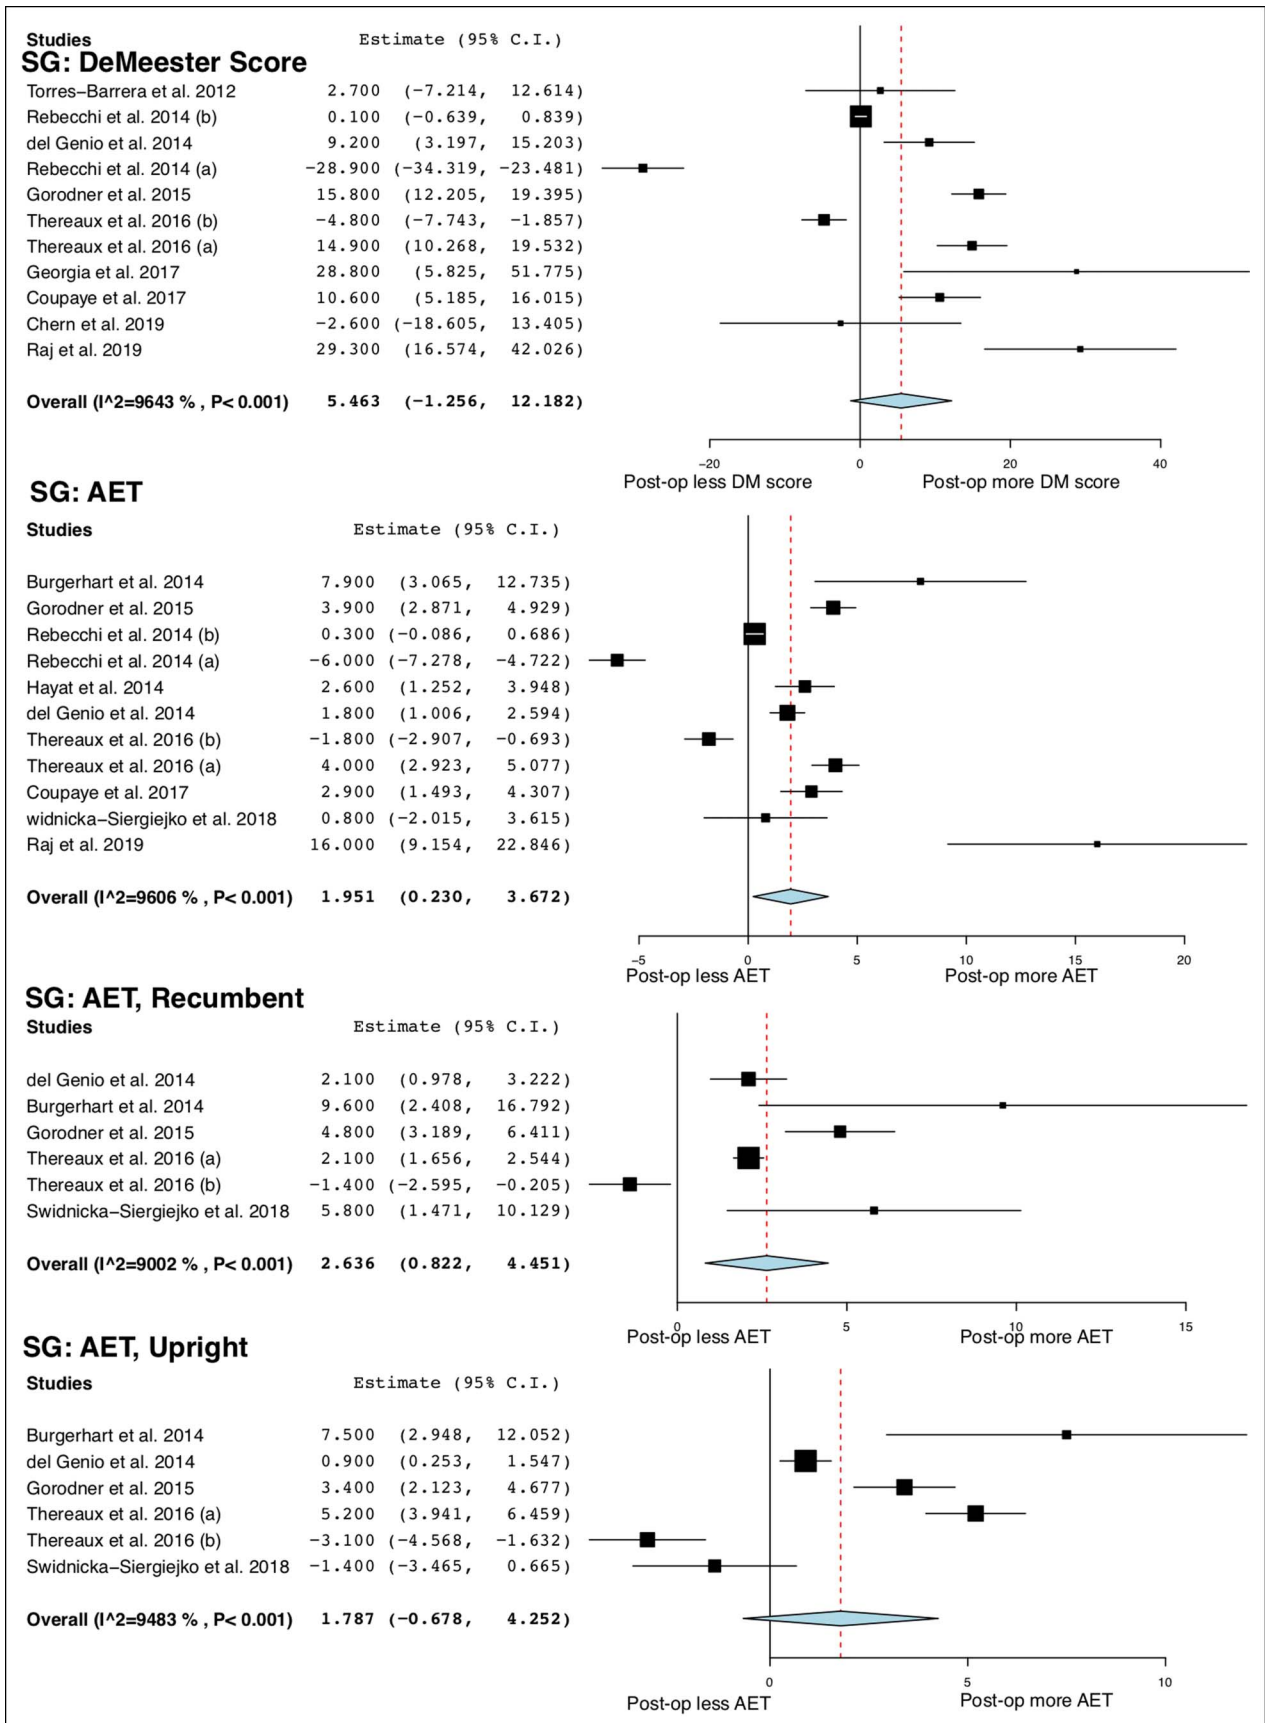 Studies Estimate (95% C.I.)
SG: DeMeester Score
Torres−Barrera et al. 2012 2.700 (−7.214, 12.614)
Rebecchi et al. 2014 (b) 0.100 (−0.639, 0.839)
del Genio et al. 2014 9.200 (3.197, 15.203)
Rebecchi et al. 2014 (a) −28.900 (−34.319, −23.481)
Gorodner et al. 2015 15.800 (12.205, 19.395)
Thereaux et al. 2016 (b) −4.800 (−7.743, −1.857)
Thereaux et al. 2016 (a) 14.900 (10.268, 19.532)
Georgia et al. 2017 28.800 (5.825, 51.775)
Coupaye et al. 2017 10.600 (5.185, 16.015)
Chern et al. 2019 −2.600 (−18.605, 13.405)
Raj et al. 2019 29.300 (16.574, 42.026)
Overall (I^2=9643 % , P< 0.001) 5.463 (−1.256, 12.182)
−20 0 20 40
Post-op less DM score Post-op more DM score
SG: AET
Studies Estimate (95% C.I.)
Burgerhart et al. 2014 7.900 (3.065, 12.735)
Gorodner et al. 2015 3.900 (2.871, 4.929)
Rebecchi et al. 2014 (b) 0.300 (−0.086, 0.686)
Rebecchi et al. 2014 (a) −6.000 (−7.278, −4.722)
Hayat et al. 2014 2.600 (1.252, 3.948)
del Genio et al. 2014 1.800 (1.006, 2.594)
Thereaux et al. 2016 (b) −1.800 (−2.907, −0.693)
Thereaux et al. 2016 (a) 4.000 (2.923, 5.077)
Coupaye et al. 2017 2.900 (1.493, 4.307)
widnicka−Siergiejko et al. 2018 0.800 (−2.015, 3.615)
Raj et al. 2019 16.000 (9.154, 22.846)
Overall (I^2=9606 % , P< 0.001) 1.951 (0.230, 3.672)
−5 0 5 10 15 20
Post-op less AET Post-op more AET
SG: AET, Recumbent
Studies Estimate (95% C.I.)
del Genio et al. 2014 2.100 (0.978, 3.222)
Burgerhart et al. 2014 9.600 (2.408, 16.792)
Gorodner et al. 2015 4.800 (3.189, 6.411)
Thereaux et al. 2016 (a) 2.100 (1.656, 2.544)
Thereaux et al. 2016 (b) −1.400 (−2.595, −0.205)
Swidnicka−Siergiejko et al. 2018 5.800 (1.471, 10.129)
Overall (I^2=9002 % , P< 0.001) 2.636 (0.822, 4.451)
0 5 10 15
Post-op less AET Post-op more AET
SG: AET, Upright
Studies Estimate (95% C.I.)
Burgerhart et al. 2014 7.500 (2.948, 12.052)
del Genio et al. 2014 0.900 (0.253, 1.547)
Gorodner et al. 2015 3.400 (2.123, 4.677)
Thereaux et al. 2016 (a) 5.200 (3.941, 6.459)
Thereaux et al. 2016 (b) −3.100 (−4.568, −1.632)
Swidnicka−Siergiejko et al. 2018 −1.400 (−3.465, 0.665)
Overall (I^2=9483 % , P< 0.001) 1.787 (−0.678, 4.252)
0 5 10
Post-op less AET Post-op more AET